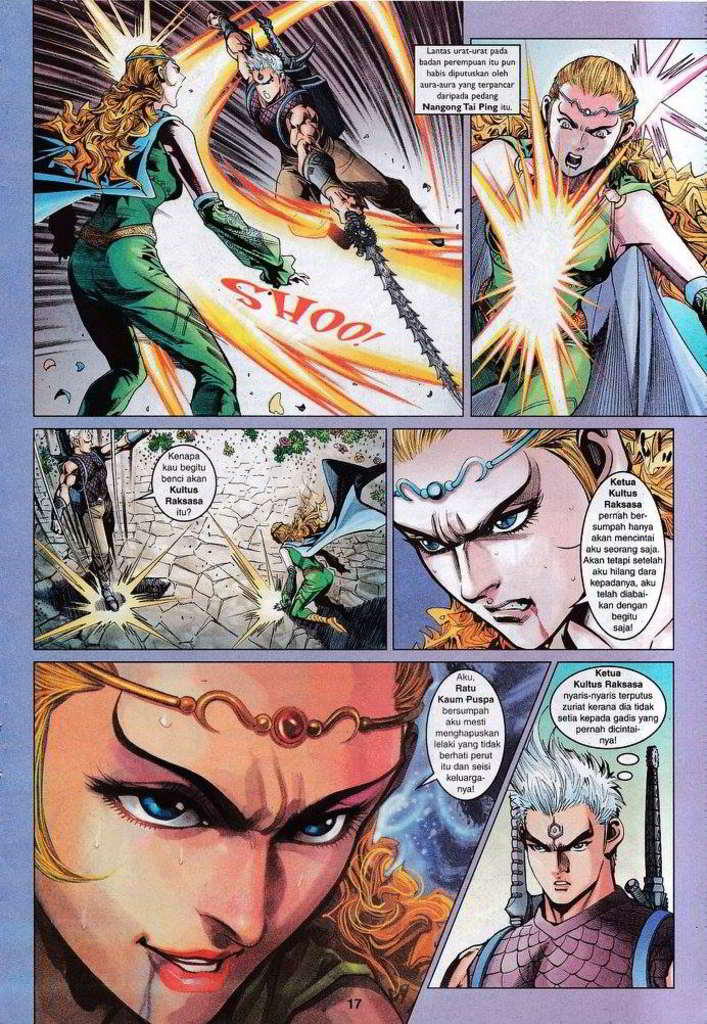 Lantas urat-urat pada
badan perempuan itu pun
habis diputuskan oleh
aura-aura yang terpancar
daripada pedang
Nangong Tai Ping itu.
SHOO!
Kenapa
kau begitu
benci akan
Kultus
Raksasa
itu?
Ketua
Kultus
Raksasa
pernah ber-
sumpah hanya
akan mencintai
aku seorang saja.
Akan tetapi setelah
aku hilang dara
kepadanya, aku
telah diabai-
kan dengan
begitu
saja!
Aku,
Ratu
Kaum Puspa
bersumpah
aku mesti
menghapuskan
lelaki yang tidak
berhati perut
itu dan seisi
keluarga-
nya!
Ketua
Kultus Raksasa
nyaris-nyaris terputus
zuriat kerana dia tidak
setia kepada gadis yang
pernah dicintai-
nya!
17